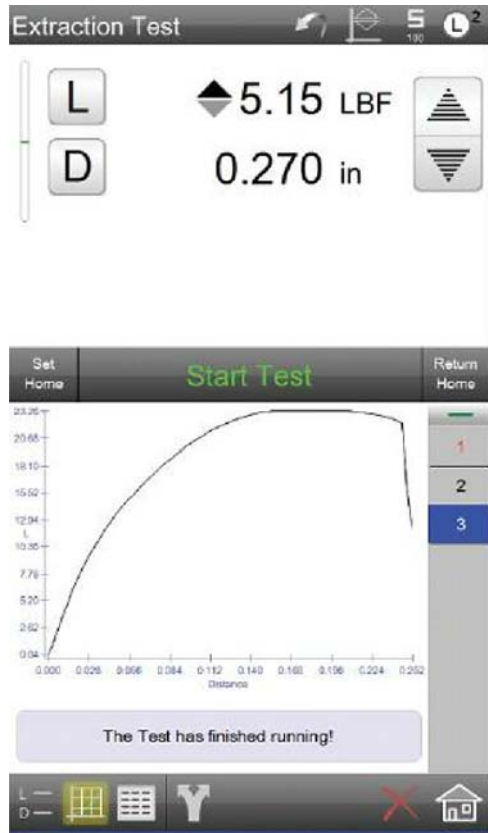 Extraction Test
S
100
L2
L
5.15 LBF
D
0.270 in
Set
Home
Start Test
Return
Home
23.26
20.68
18.10
15.52
12.94
L
10.35
7.78
5.20
2.62
0.04
0.000 0.028 0.056 0.084 0.112 0.140 0.168 0.196 0.224 0.252
Distance
1
2
3
The Test has finished running!
L
D